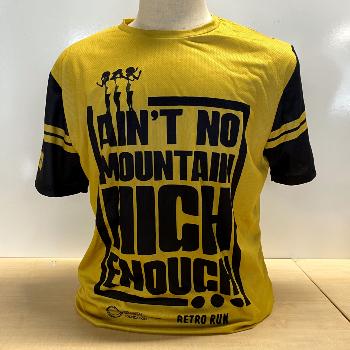 AIN'T NO
MOUNTAIN
HIGH
ENOUGH...
RETRO RUN